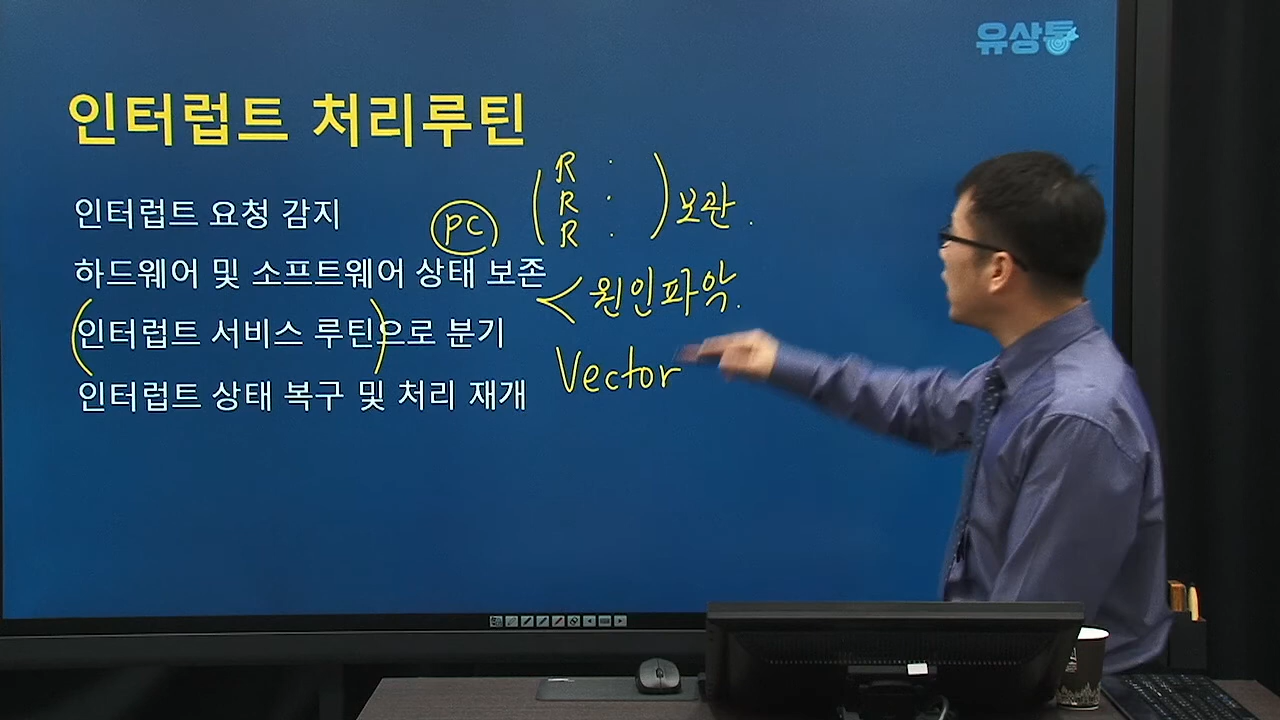 유상통
인터럽트 처리루틴
인터럽트 요청 감지
PC
( R .
R .
R . ) 보관.
하드웨어 및 소프트웨어 상태 보존
< 원인파악.
(인터럽트 서비스 루틴)으로 분기
Vector
인터럽트 상태 복구 및 처리 재개